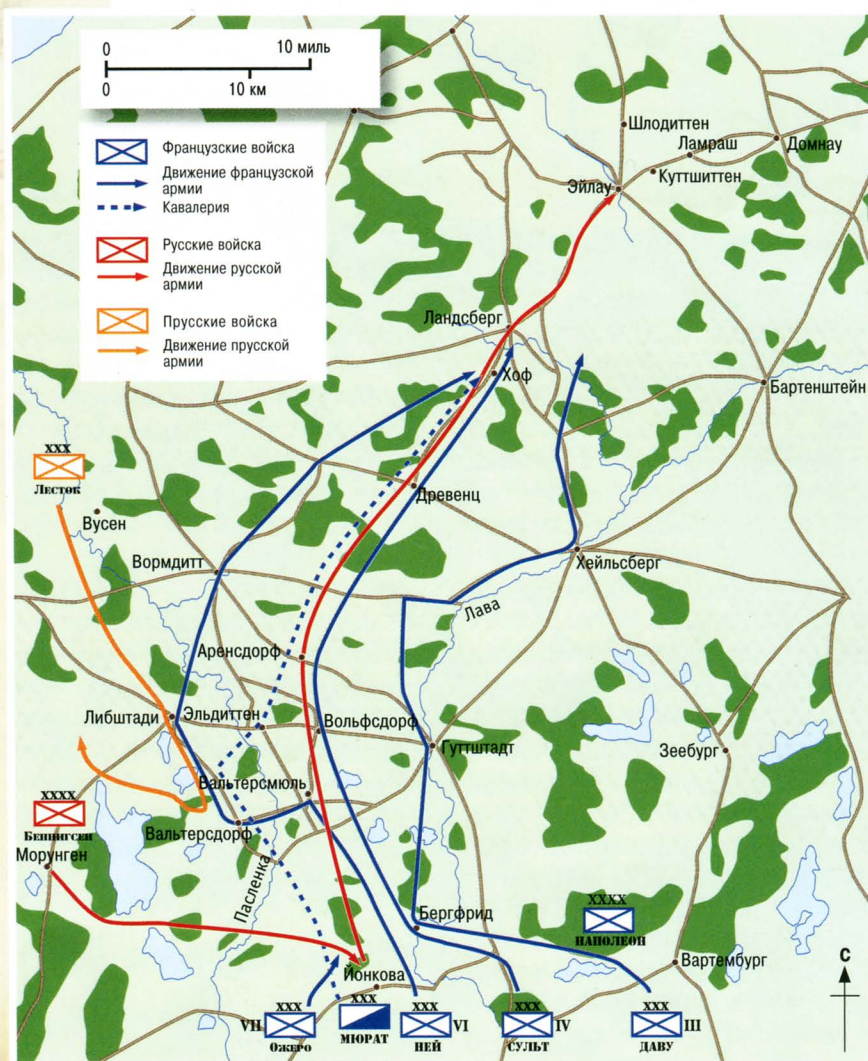 0 10 миль
0 10 км
Французские войска
Движение французской
армии
Кавалерия
Русские войска
Движение русской
армии
Прусские войска
Движение прусской
армии
Шлодиттен
Ламраш
Домнау
Куттшиттен
Эйлау
Ландсберг
Хоф
Бартенштейн
XXX
ЛЕСТОК
Вусен
Древенц
Вормдитт
Хейльсберг
Лава
Аренсдорф
Либштади
Эльдиттен
Вольфсдорф
Гуттштадт
Зеебург
Вальтерсмюль
XXXX
БЕННИГСЕН
Вальтерсдорф
Морунген
Пасленка
Бергфрид
XXXX
НАПОЛЕОН
Вартембург
С
Йонкова
XXX
VII
ОЖЕРО
XXX
МЮРАТ
XXX
VI
НЕЙ
XXX
IV
СУЛЬТ
XXX
III
ДАВУ